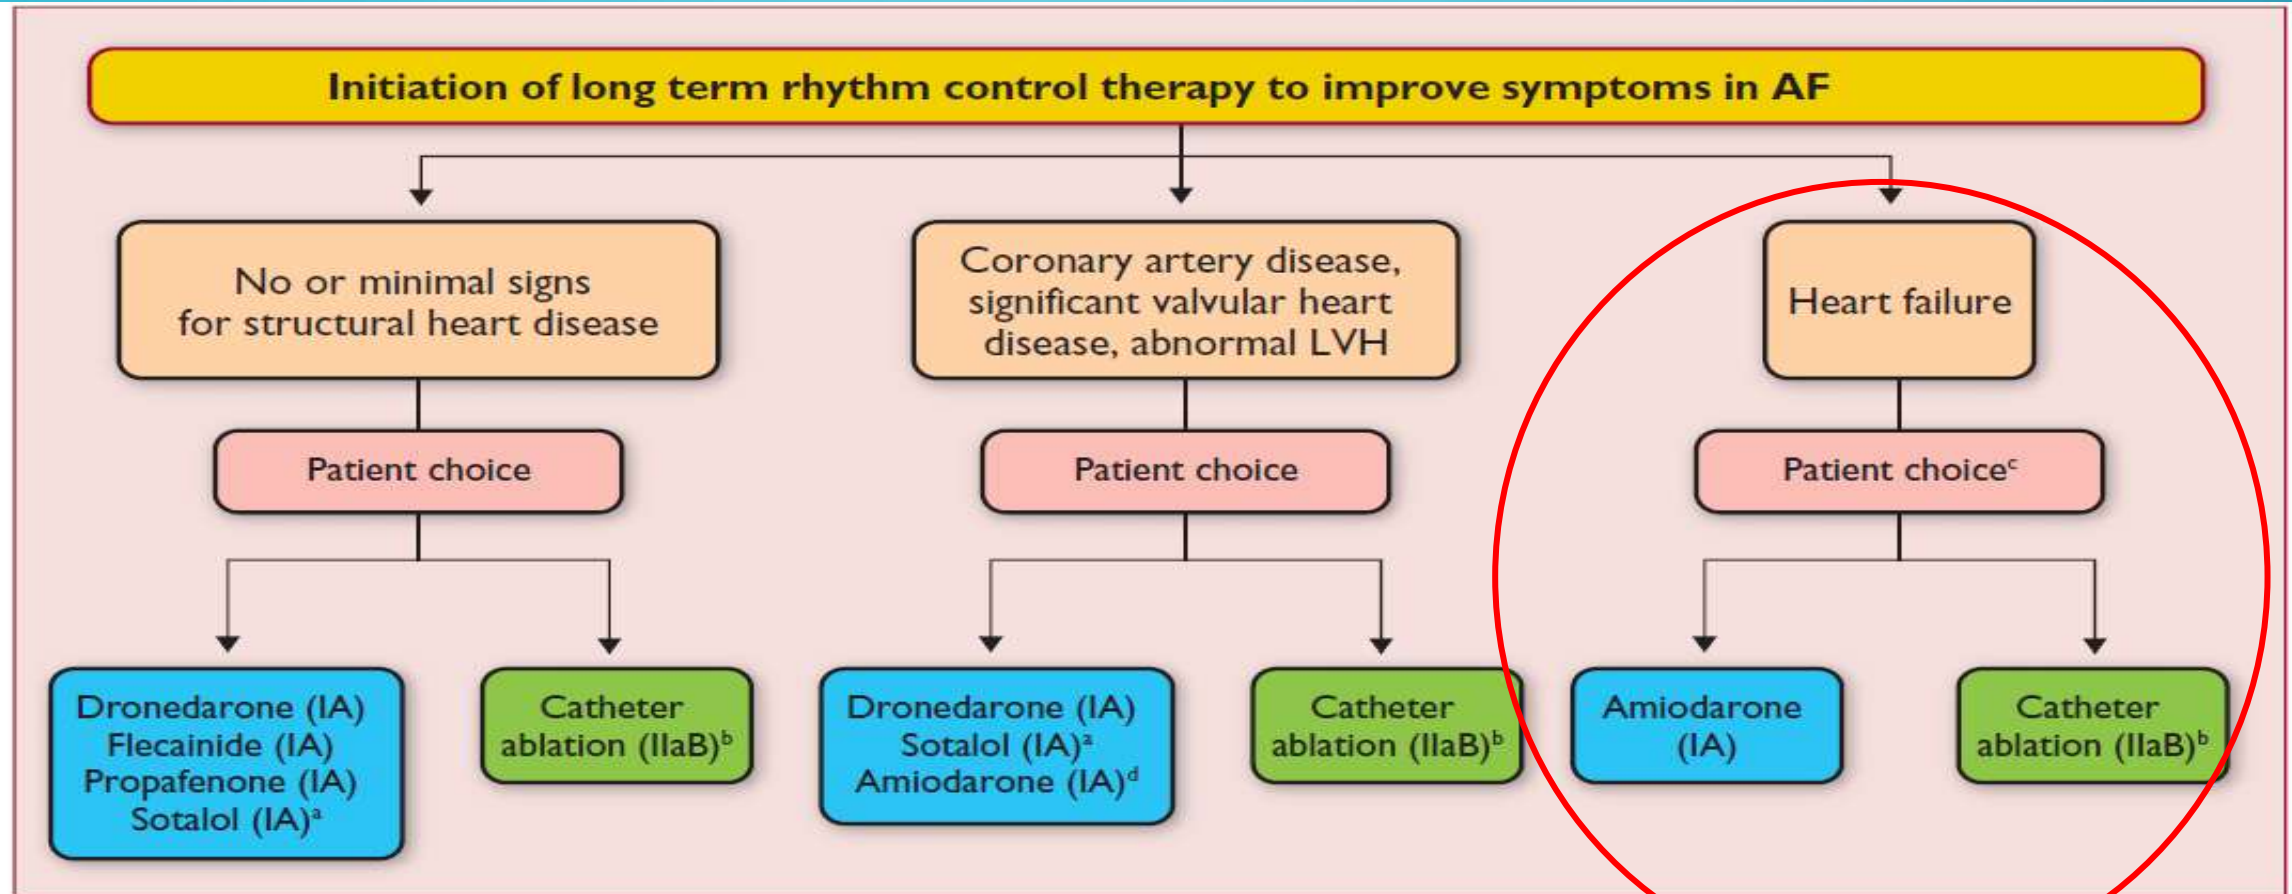 Initiation of long term rhythm control therapy to improve symptoms in AF
No or minimal signs
for structural heart disease
Coronary artery disease,
significant valvular heart
disease, abnormal LVH
Heart failure
Patient choice
Patient choice
Patient choiceᶜ
Dronedarone (IA)
Flecainide (IA)
Propafenone (IA)
Sotalol (IA)ᵃ
Catheter
ablation (IIaB)ᵇ
Dronedarone (IA)
Sotalol (IA)ᵃ
Amiodarone (IA)ᵈ
Catheter
ablation (IIaB)ᵇ
Amiodarone
(IA)
Catheter
ablation (IIaB)ᵇ